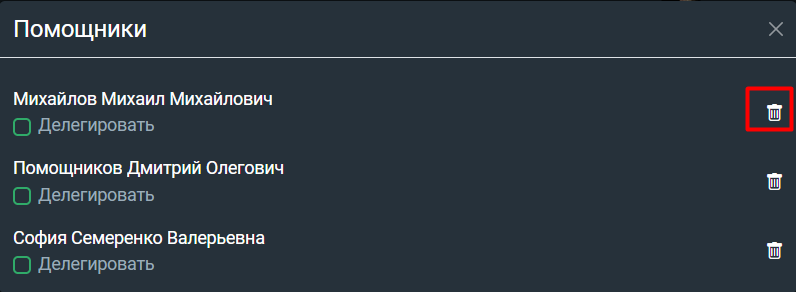 Помощники
Михайлов Михаил Михайлович
Делегировать
Помощников Дмитрий Олегович
Делегировать
София Семеренко Валерьевна
Делегировать